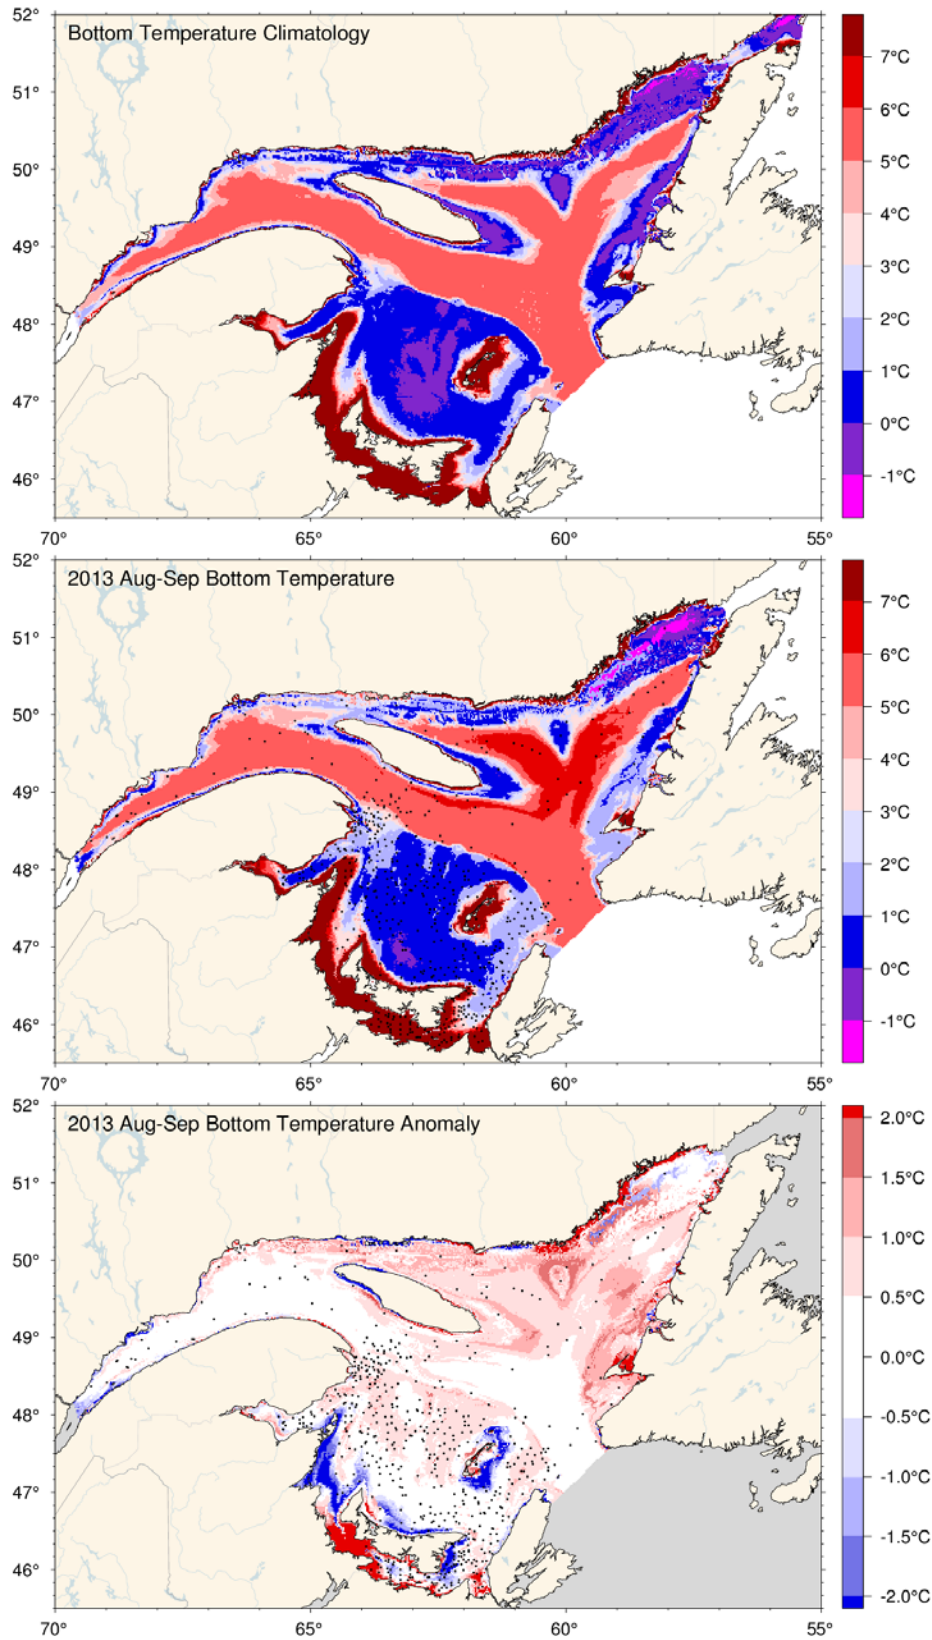 Bottom Temperature Climatology
52°
51°
50°
49°
48°
47°
46°
70° 65° 60° 55°
7°C
6°C
5°C
4°C
3°C
2°C
1°C
0°C
-1°C
2013 Aug-Sep Bottom Temperature
52°
51°
50°
49°
48°
47°
46°
70° 65° 60° 55°
7°C
6°C
5°C
4°C
3°C
2°C
1°C
0°C
-1°C
2013 Aug-Sep Bottom Temperature Anomaly
52°
51°
50°
49°
48°
47°
46°
70° 65° 60° 55°
2.0°C
1.5°C
1.0°C
0.5°C
0.0°C
-0.5°C
-1.0°C
-1.5°C
-2.0°C